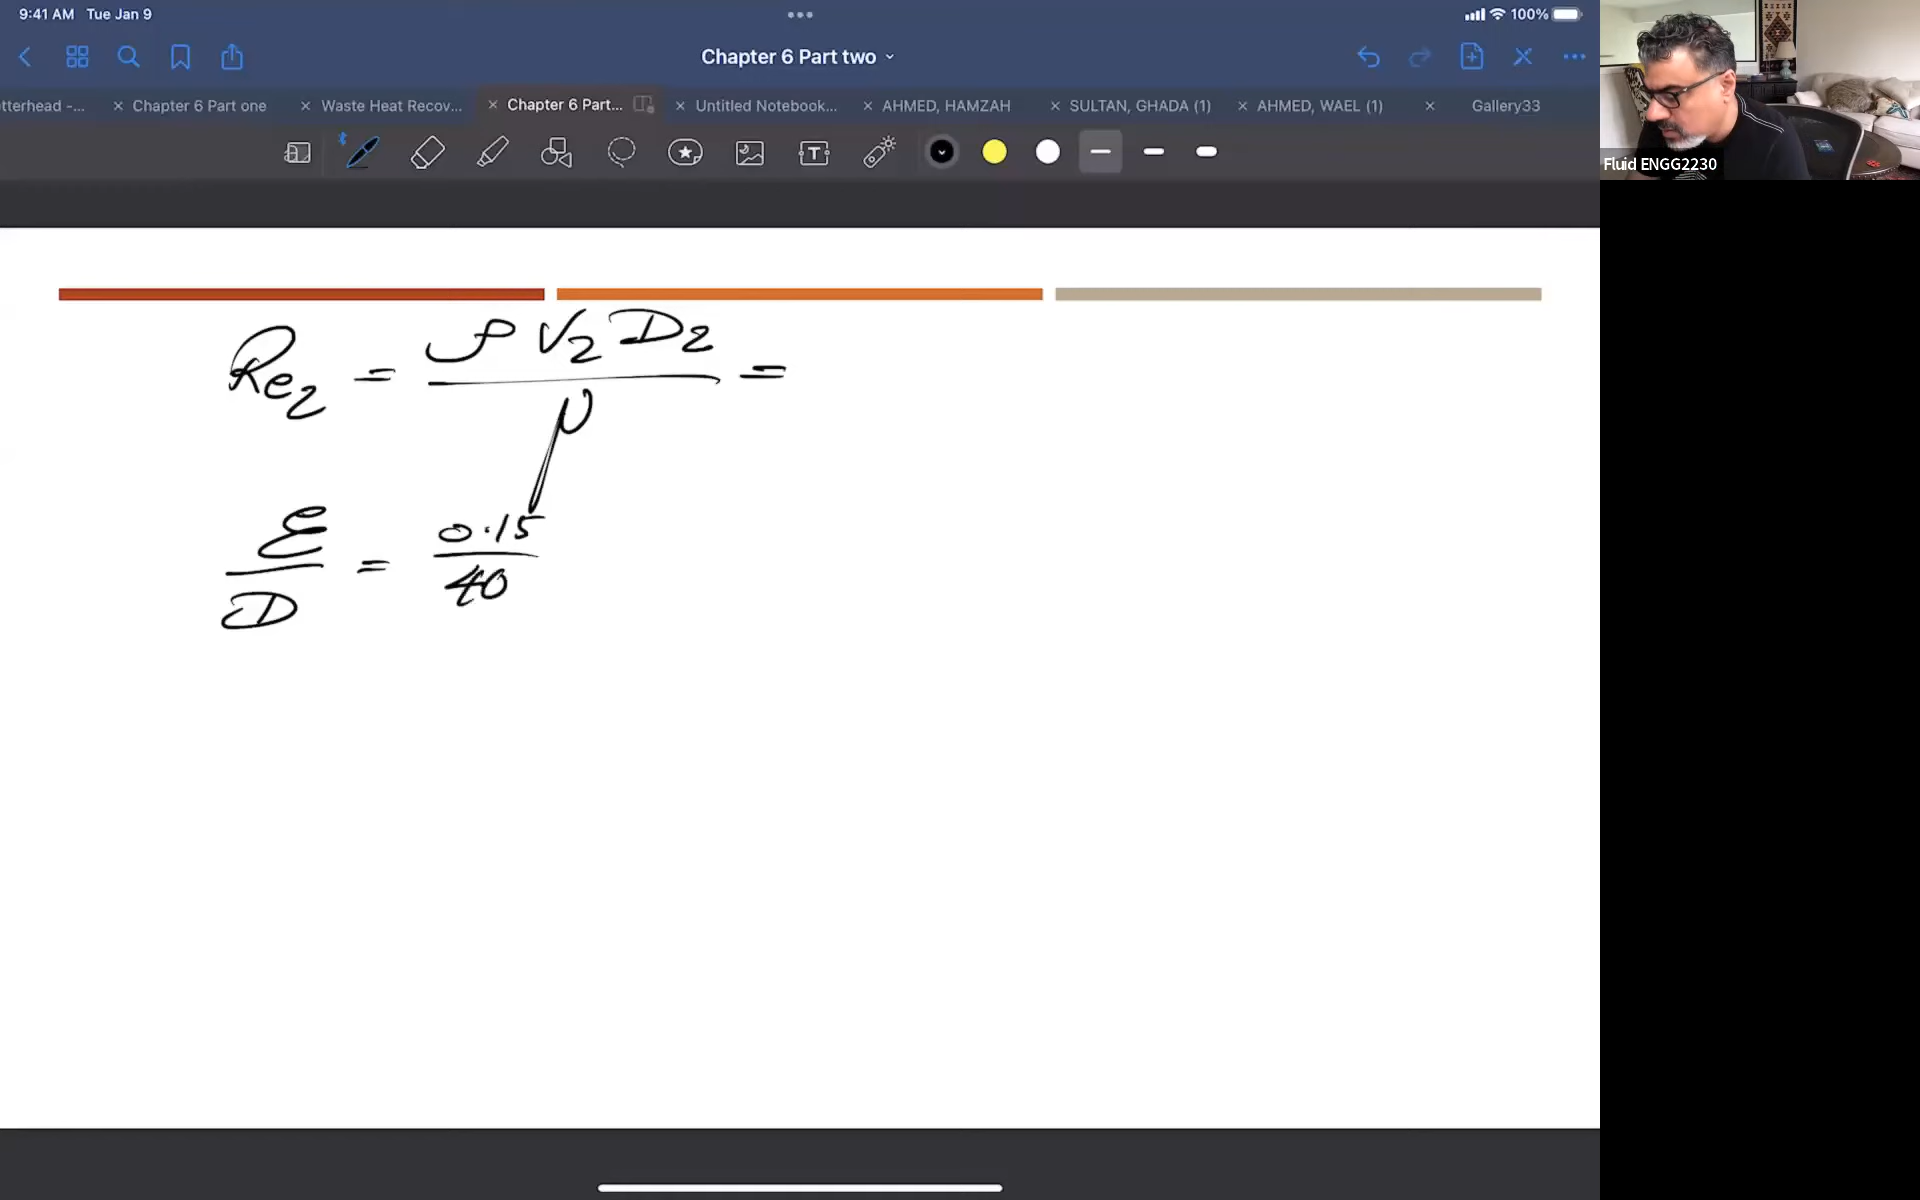 9:41 AM Tue Jan 9
100%
Chapter 6 Part two
tterhead -...
Chapter 6 Part one
Waste Heat Recov...
Chapter 6 Part...
Untitled Notebook...
AHMED, HAMZAH
SULTAN, GHADA (1)
AHMED, WAEL (1)
Gallery33
T
Fluid ENGG2230
Re₂ = ρ V₂ D₂ / μ =
ε / D = 0.15 / 40